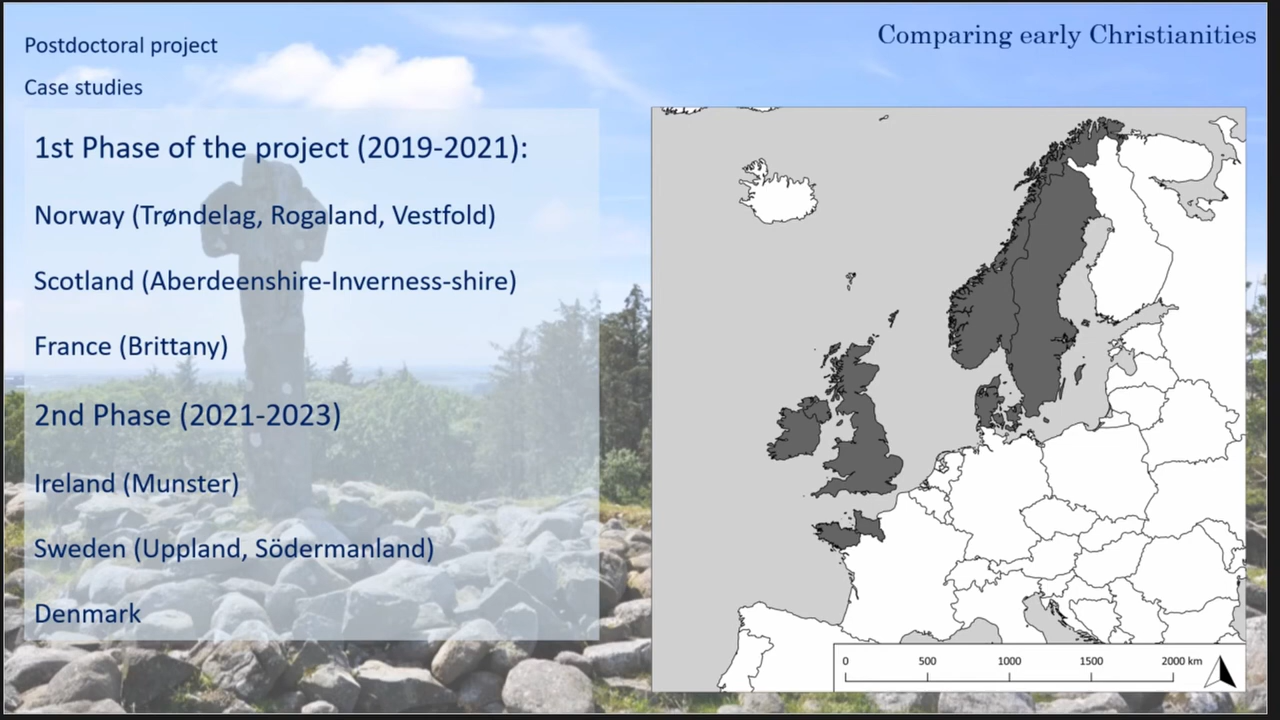 Postdoctoral project
Comparing early Christianities
Case studies
1st Phase of the project (2019-2021):
Norway (Trøndelag, Rogaland, Vestfold)
Scotland (Aberdeenshire-Inverness-shire)
France (Brittany)
2nd Phase (2021-2023)
Ireland (Munster)
Sweden (Uppland, Södermanland)
Denmark
0 500 1000 1500 2000 km